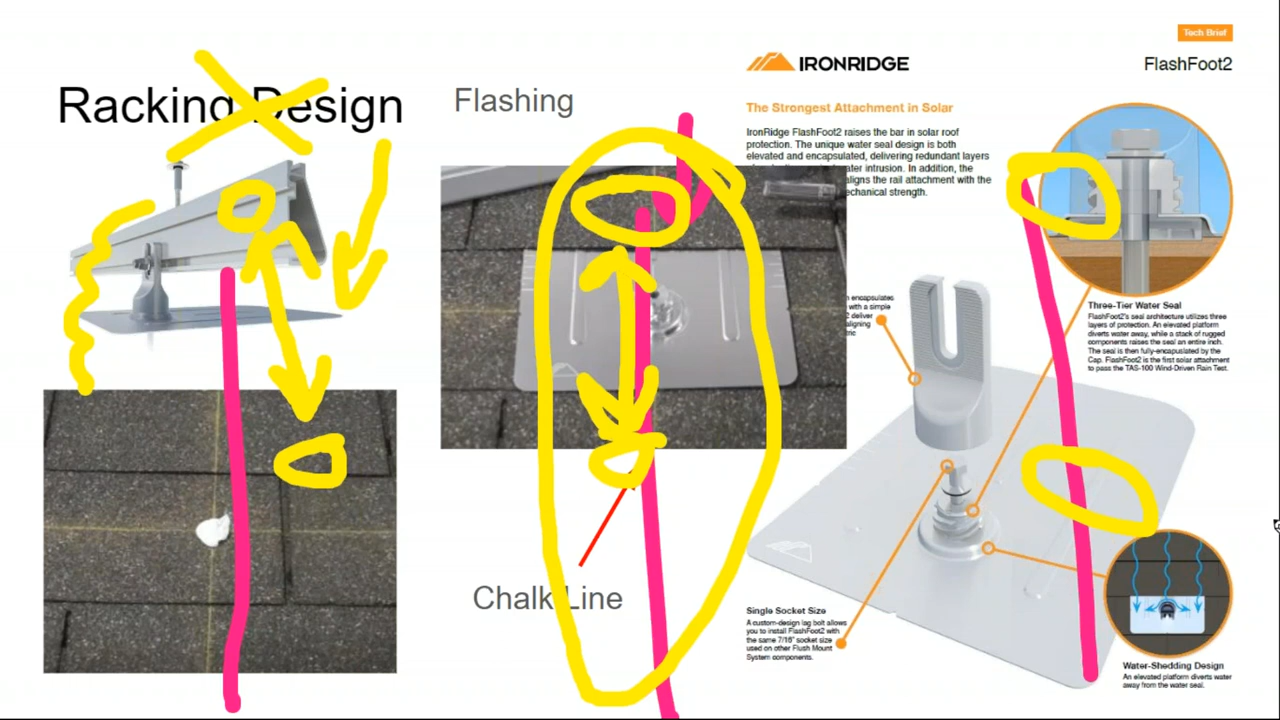 Racking Design
Flashing
Chalk Line
Tech Brief
IRONRIDGE
FlashFoot2
The Strongest Attachment in Solar
IronRidge FlashFoot2 raises the bar in solar roof
protection. The unique water seal design is both
elevated and encapsulated, delivering redundant layers
water intrusion. In addition, the
aligns the rail attachment with the
mechanical strength.
encapsulates
with a simple
2 deliver
aligning
Three-Tier Water Seal
FlashFoot2's seal architecture utilizes three
layers of protection. An elevated platform
diverts water away, while a stack of rugged
components raises the seal an entire inch.
The seal is then fully-encapsulated by the
Cap. FlashFoot2 is the first solar attachment
to pass the TAS-100 Wind-Driven Rain Test.
Single Socket Size
A custom-design lag bolt allows
you to install FlashFoot2 with
the same 7/16" socket size
used on other Flush Mount
System components.
Water-Shedding Design
An elevated platform diverts water
away from the water seal.